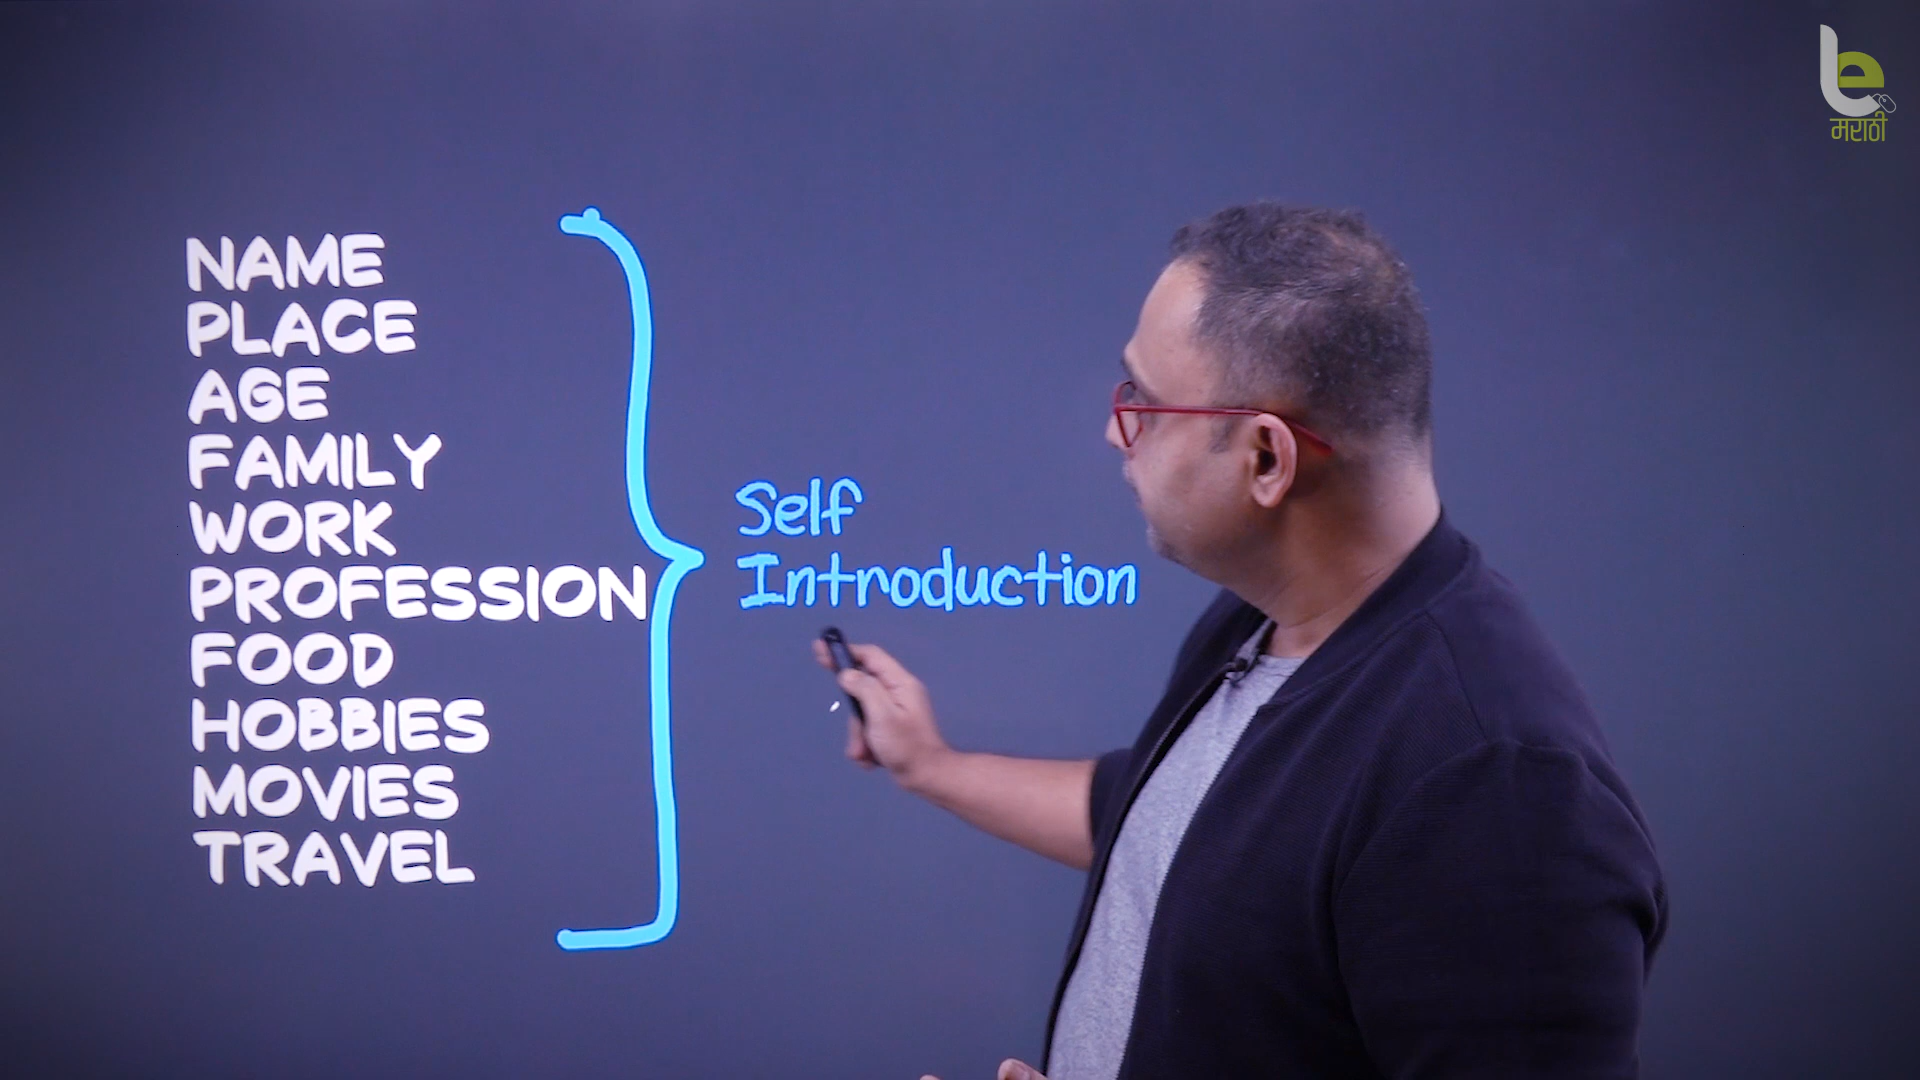 NAME
PLACE
AGE
FAMILY
WORK
PROFESSION
FOOD
HOBBIES
MOVIES
TRAVEL
Self
Introduction
मराठी